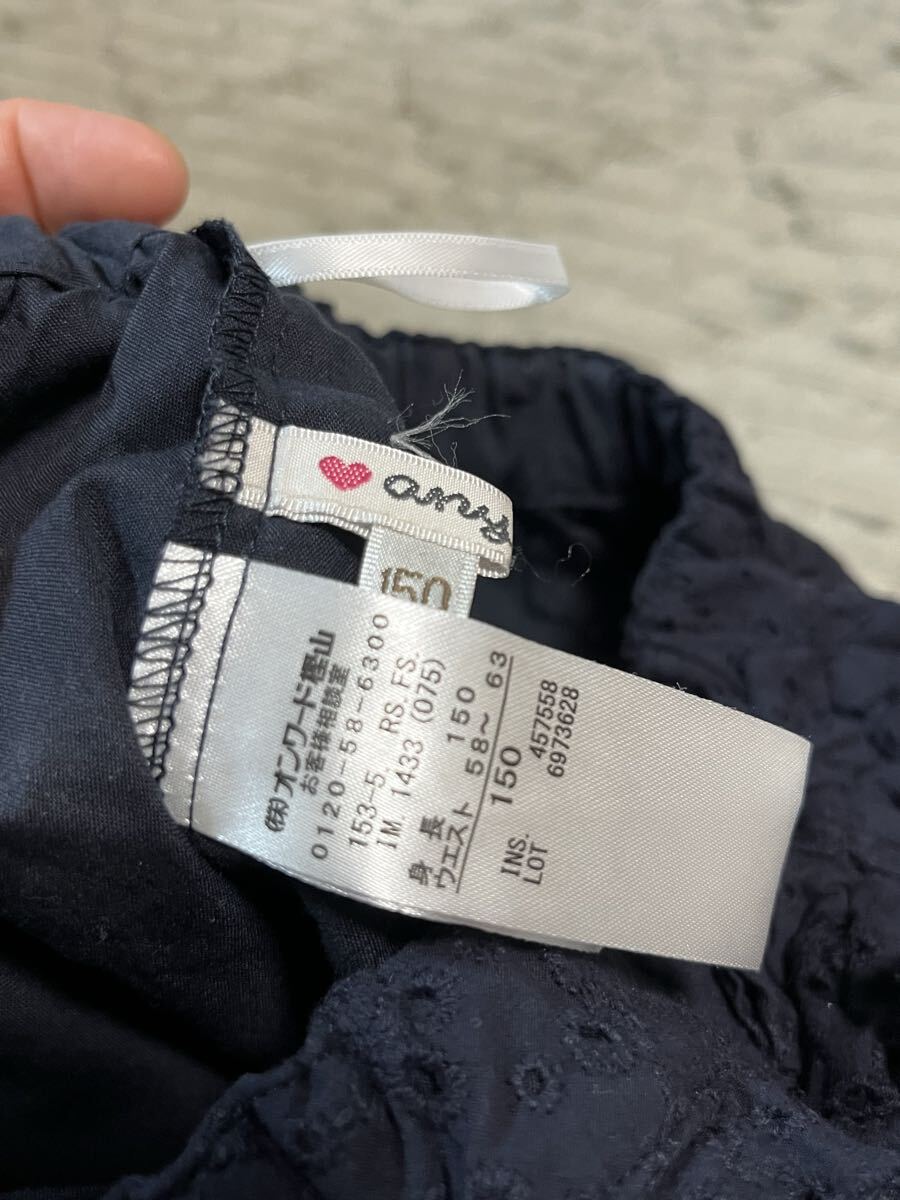 any
150
㈱オンワード樫山
お客様相談室
0120-58-6300
153-5. RS.FS.
IM. 1433 (075)
身 長 150
ウェスト 58～ 63
150
INS. 457558
LOT 6973628